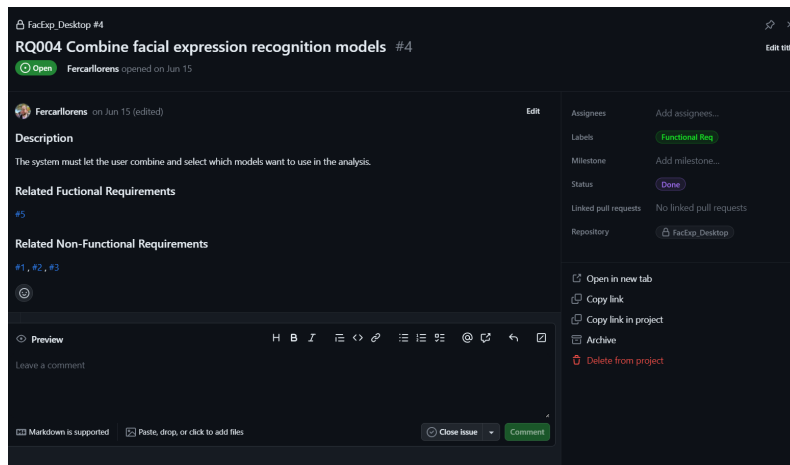 FacExp_Desktop #4
RQ004 Combine facial expression recognition models #4
Edit
Open Fercarllorens opened on Jun 15
Fercarllorens on Jun 15 (edited) Edit
Description
The system must let the user combine and select which models want to use in the analysis.
Related Fuctional Requirements
#5
Related Non-Functional Requirements
#1 , #2 , #3
Preview
Leave a comment
Markdown is supported Paste, drop, or click to add files
Close issue Comment
Assignees Add assignees...
Labels Functional Req
Milestone Add milestone...
Status Done
Linked pull requests No linked pull requests
Repository FacExp_Desktop
Open in new tab
Copy link
Copy link in project
Archive
Delete from project